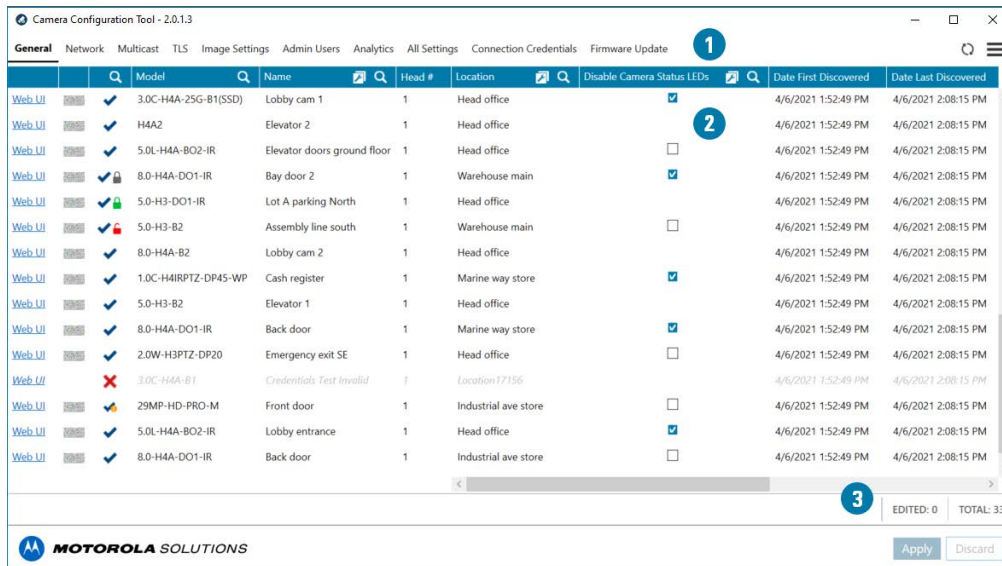 Camera Configuration Tool - 2.0.1.3
General Network Multicast TLS Image Settings Admin Users Analytics All Settings Connection Credentials Firmware Update 1
Model Name Head # Location Disable Camera Status LEDs Date First Discovered Date Last Discovered
Web UI 3.0C-H4A-25G-B1(SSD) Lobby cam 1 1 Head office 4/6/2021 1:52:49 PM 4/6/2021 2:08:15 PM
Web UI H4A2 Elevator 2 1 Head office 2 4/6/2021 1:52:49 PM 4/6/2021 2:08:15 PM
Web UI 5.0L-H4A-BO2-IR Elevator doors ground floor 1 Head office 4/6/2021 1:52:49 PM 4/6/2021 2:08:15 PM
Web UI 8.0-H4A-DO1-IR Bay door 2 1 Warehouse main 4/6/2021 1:52:49 PM 4/6/2021 2:08:15 PM
Web UI 5.0-H3-DO1-IR Lot A parking North 1 Head office 4/6/2021 1:52:49 PM 4/6/2021 2:08:15 PM
Web UI 5.0-H3-B2 Assembly line south 1 Warehouse main 4/6/2021 1:52:49 PM 4/6/2021 2:08:15 PM
Web UI 8.0-H4A-B2 Lobby cam 2 1 Head office 4/6/2021 1:52:49 PM 4/6/2021 2:08:15 PM
Web UI 1.0C-H4IRPTZ-DP45-WP Cash register 1 Marine way store 4/6/2021 1:52:49 PM 4/6/2021 2:08:15 PM
Web UI 5.0-H3-B2 Elevator 1 1 Head office 4/6/2021 1:52:49 PM 4/6/2021 2:08:15 PM
Web UI 8.0-H4A-DO1-IR Back door 1 Marine way store 4/6/2021 1:52:49 PM 4/6/2021 2:08:15 PM
Web UI 2.0W-H3PTZ-DP20 Emergency exit SE 1 Head office 4/6/2021 1:52:49 PM 4/6/2021 2:08:15 PM
Web UI 3.0C-H4A-B1 Credentials Test Invalid 1 Location17156 4/6/2021 1:52:49 PM 4/6/2021 2:08:15 PM
Web UI 29MP-HD-PRO-M Front door 1 Industrial ave store 4/6/2021 1:52:49 PM 4/6/2021 2:08:15 PM
Web UI 5.0L-H4A-BO2-IR Lobby entrance 1 Head office 4/6/2021 1:52:49 PM 4/6/2021 2:08:15 PM
Web UI 8.0-H4A-DO1-IR Back door 1 Industrial ave store 4/6/2021 1:52:49 PM 4/6/2021 2:08:15 PM
3 EDITED: 0 TOTAL: 33
MOTOROLA SOLUTIONS Apply Discard